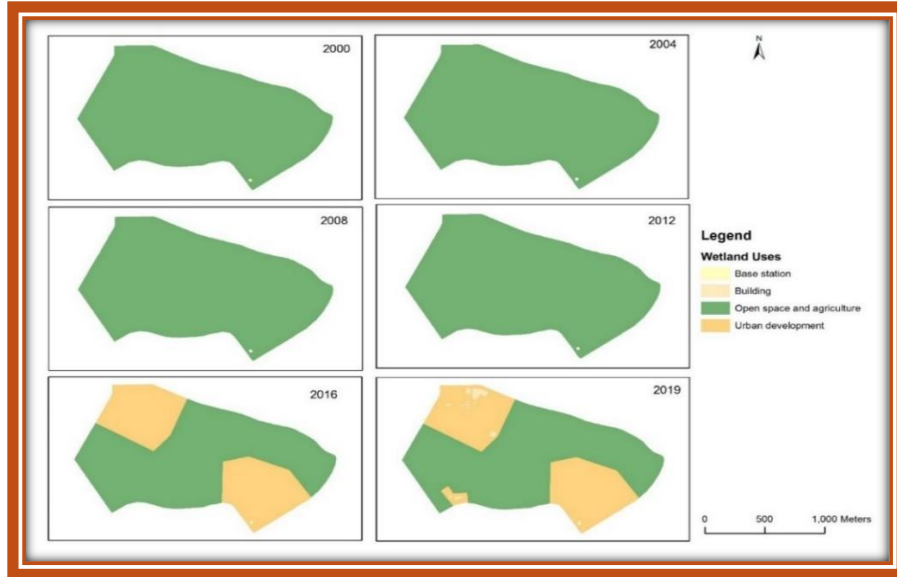 2000
2004
N
2008
2012
Legend
Wetland Uses
Base station
Building
Open space and agriculture
Urban development
2016
2019
0 500 1,000 Meters